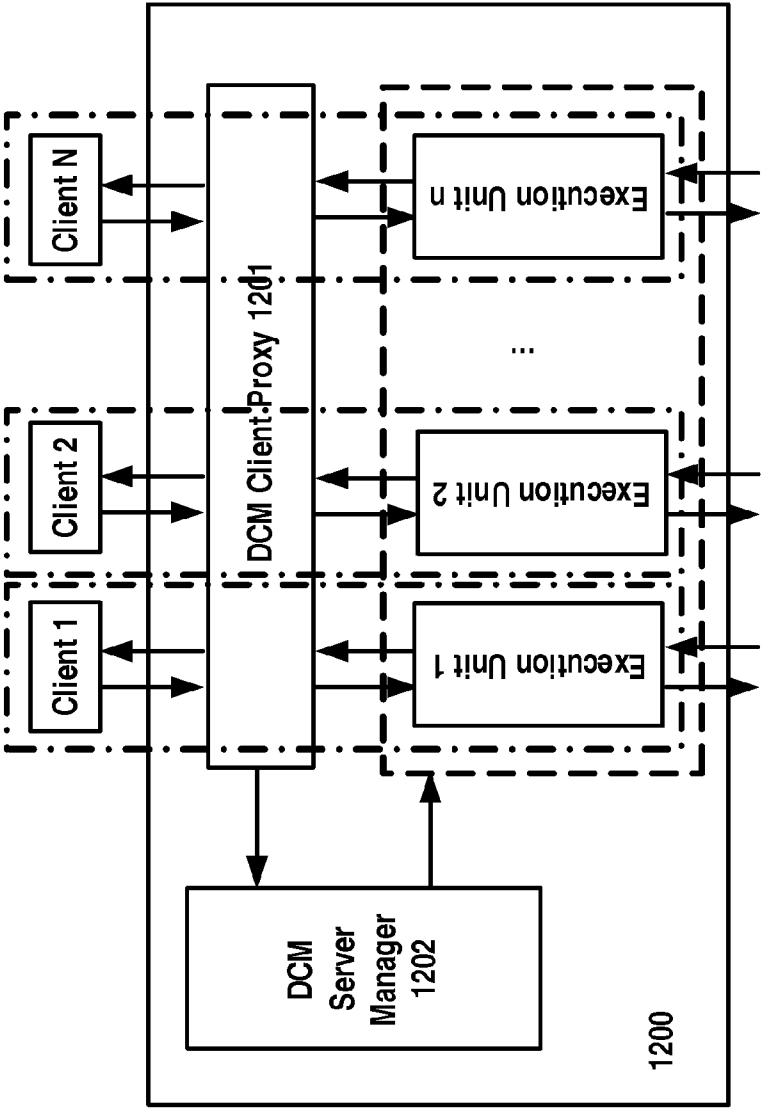 Client 1
Client 2
Client N
DCM Client Proxy 1201
Execution Unit 1
Execution Unit 2
...
Execution Unit n
DCM
Server
Manager
1202
1200